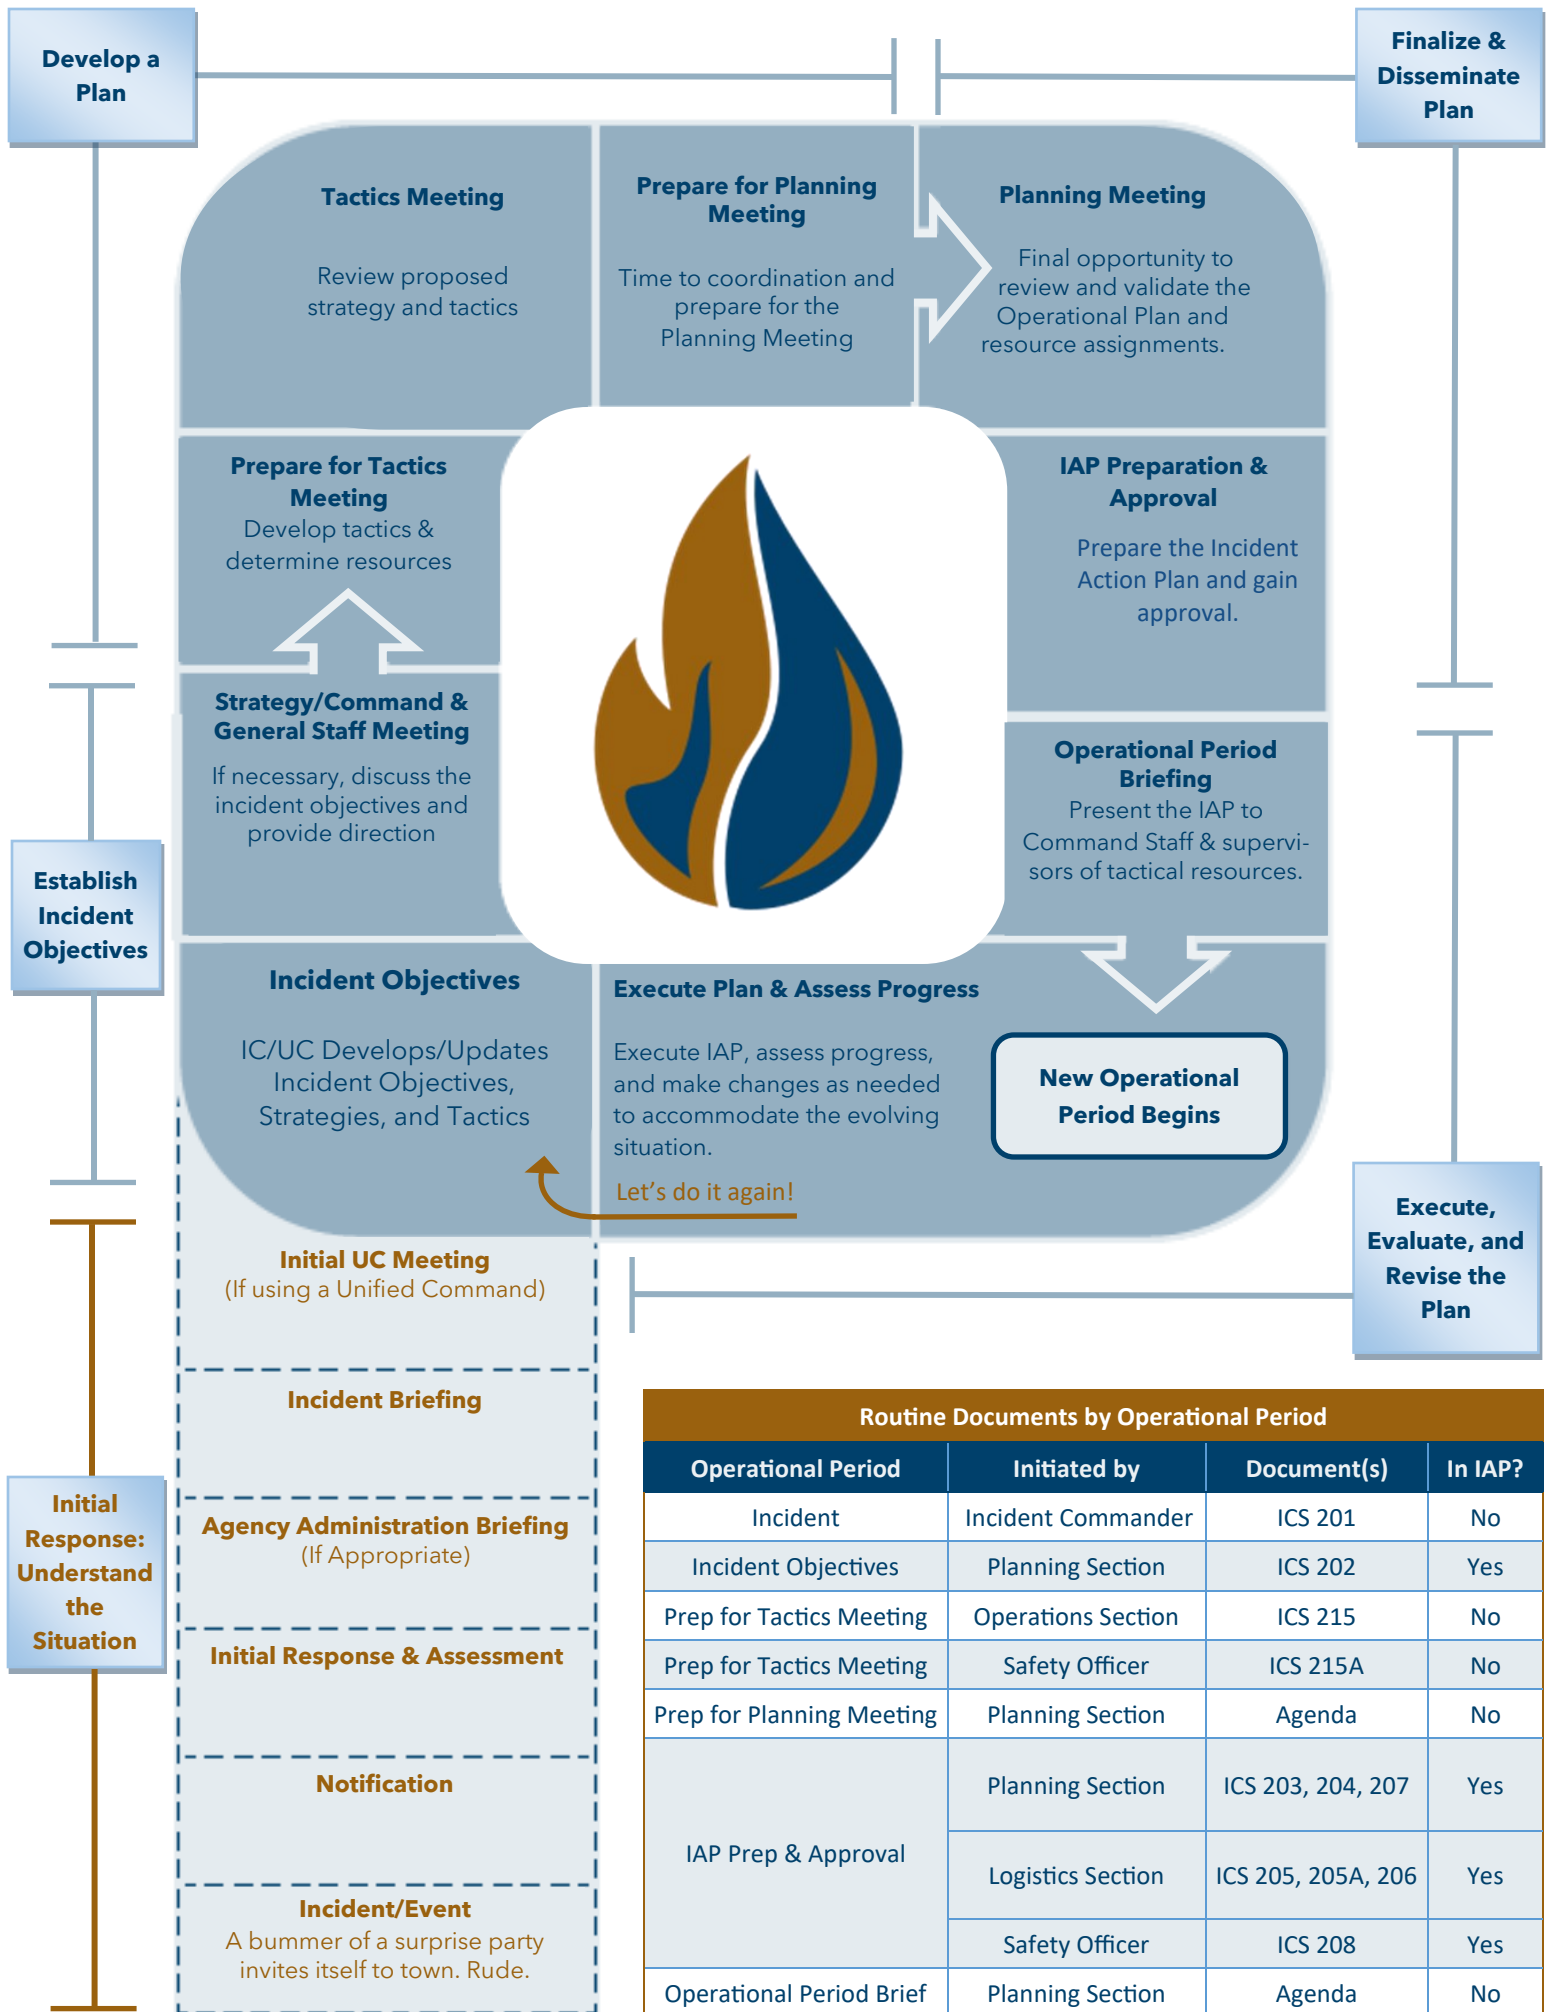 Develop a
Plan
Finalize &
Disseminate
Plan
Tactics Meeting
Review proposed
strategy and tactics
Prepare for Planning
Meeting
Time to coordination and
prepare for the
Planning Meeting
Planning Meeting
Final opportunity to
review and validate the
Operational Plan and
resource assignments.
Prepare for Tactics
Meeting
Develop tactics &
determine resources
IAP Preparation &
Approval
Prepare the Incident
Action Plan and gain
approval.
Strategy/Command &
General Staff Meeting
If necessary, discuss the
incident objectives and
provide direction
Operational Period
Briefing
Present the IAP to
Command Staff & supervi-
sors of tactical resources.
Establish
Incident
Objectives
Incident Objectives
IC/UC Develops/Updates
Incident Objectives,
Strategies, and Tactics
Execute Plan & Assess Progress
Execute IAP, assess progress,
and make changes as needed
to accommodate the evolving
situation.
Let's do it again!
New Operational
Period Begins
Execute,
Evaluate, and
Revise the
Plan
Initial UC Meeting
(If using a Unified Command)
Incident Briefing
Agency Administration Briefing
(If Appropriate)
Initial Response & Assessment
Notification
Incident/Event
A bummer of a surprise party
invites itself to town. Rude.
Initial
Response:
Understand
the
Situation
Routine Documents by Operational Period
Operational Period Initiated by Document(s) In IAP?
Incident Incident Commander ICS 201 No
Incident Objectives Planning Section ICS 202 Yes
Prep for Tactics Meeting Operations Section ICS 215 No
Prep for Tactics Meeting Safety Officer ICS 215A No
Prep for Planning Meeting Planning Section Agenda No
IAP Prep & Approval
Planning Section ICS 203, 204, 207 Yes
Logistics Section ICS 205, 205A, 206 Yes
Safety Officer ICS 208 Yes
Operational Period Brief Planning Section Agenda No